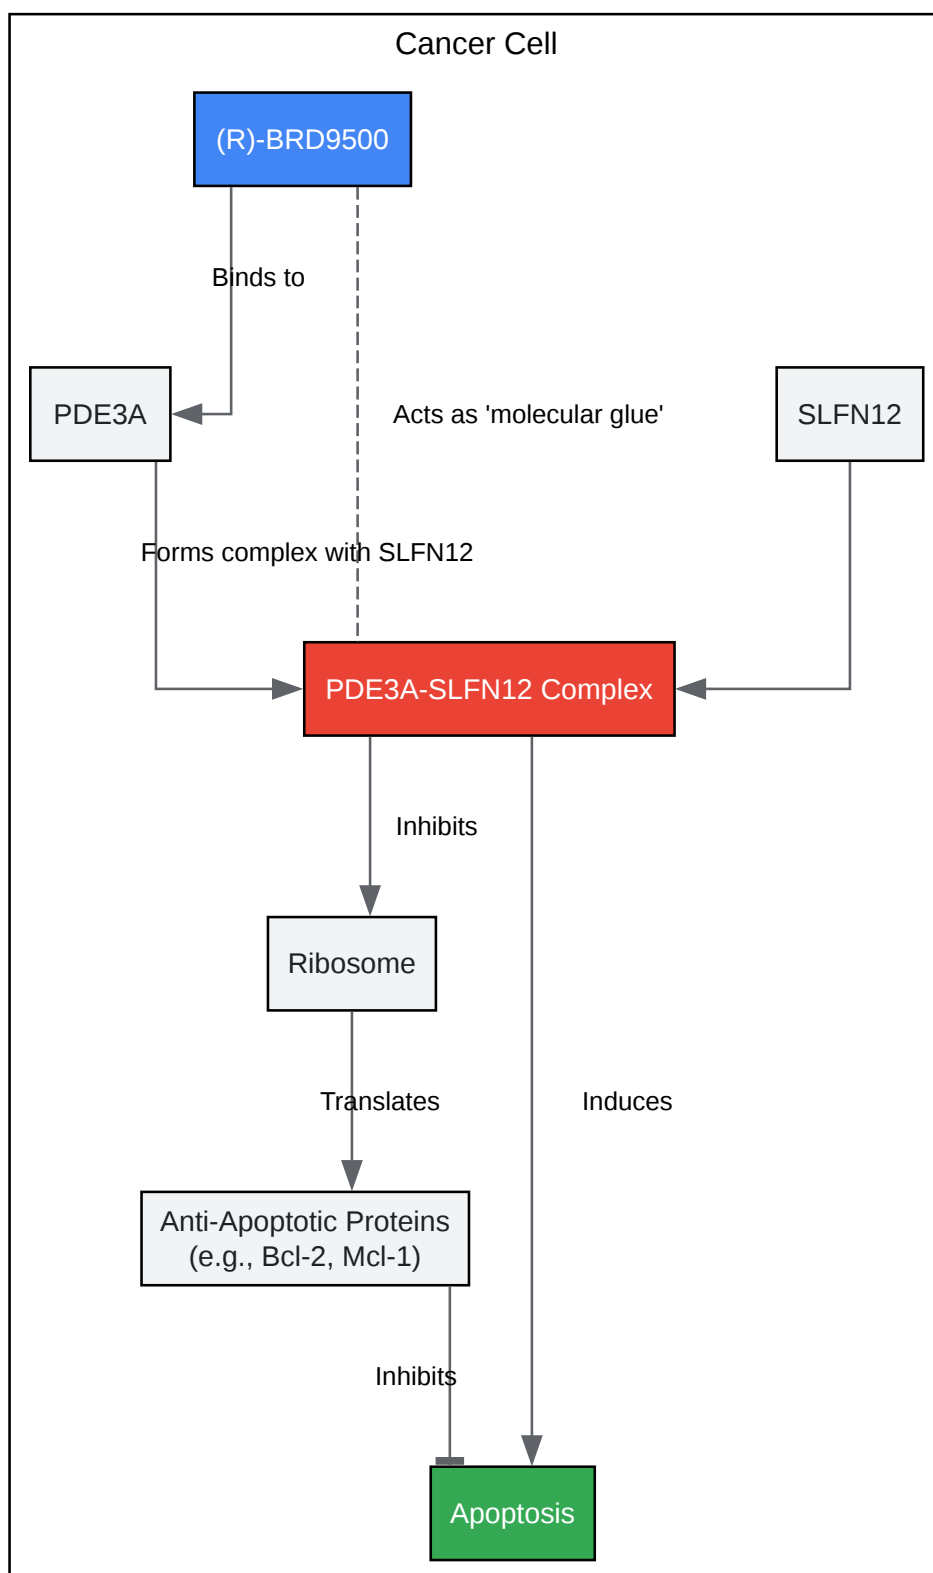 Cancer Cell
(R)-BRD9500
Binds to
PDE3A
Acts as 'molecular glue'
SLFN12
Forms complex with SLFN12
PDE3A-SLFN12 Complex
Inhibits
Ribosome
Translates
Induces
Anti-Apoptotic Proteins
(e.g., Bcl-2, Mcl-1)
Inhibits
Apoptosis